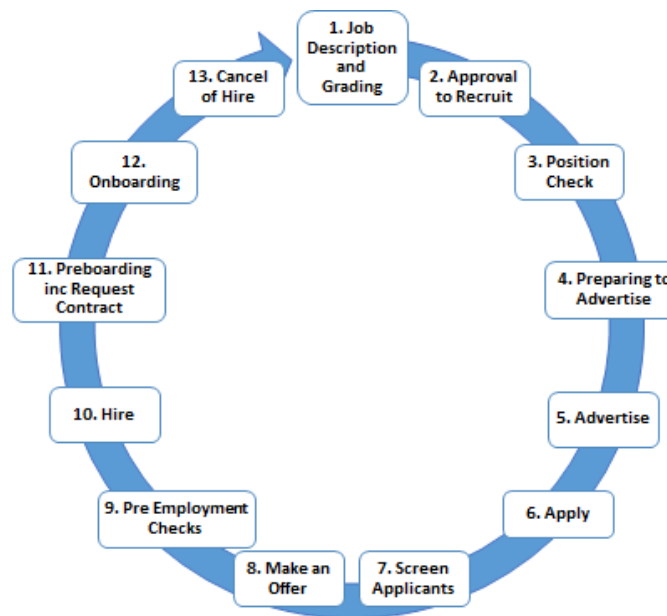 1. Job
Description
and
Grading
2. Approval
to Recruit
3. Position
Check
4. Preparing to
Advertise
5. Advertise
6. Apply
7. Screen
Applicants
8. Make an
Offer
9. Pre Employment
Checks
10. Hire
11. Preboarding
inc Request
Contract
12.
Onboarding
13. Cancel
of Hire